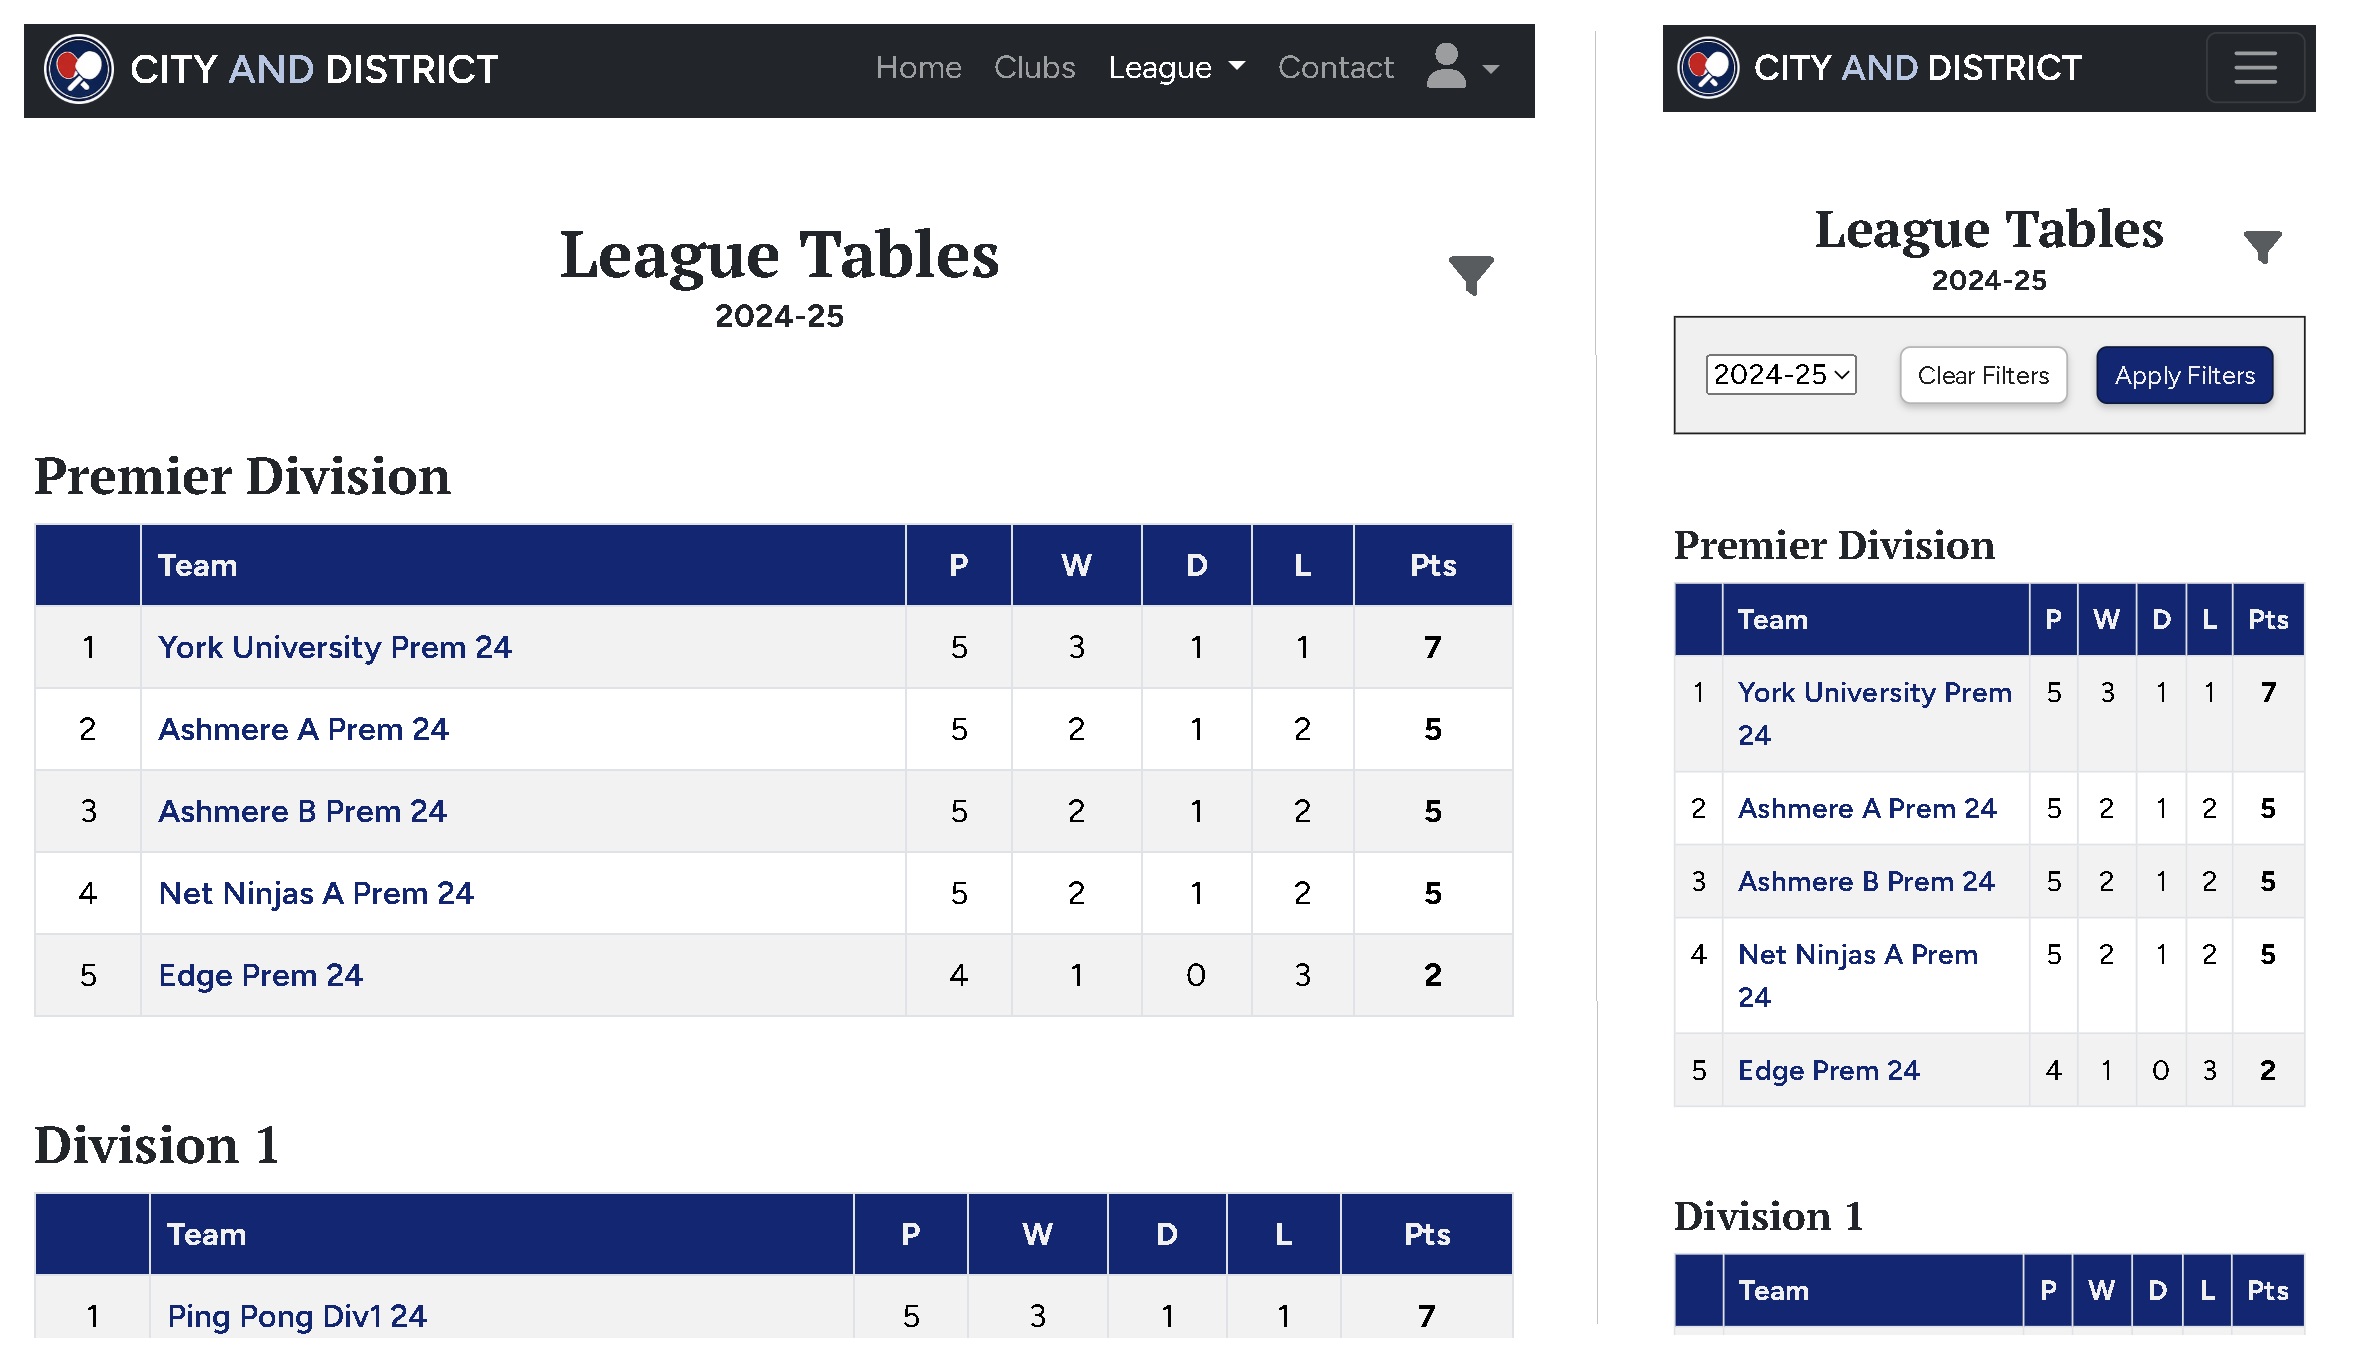 CITY AND DISTRICT
Home Clubs League Contact
League Tables
2024-25
Premier Division
Team P W D L Pts
1 York University Prem 24 5 3 1 1 7
2 Ashmere A Prem 24 5 2 1 2 5
3 Ashmere B Prem 24 5 2 1 2 5
4 Net Ninjas A Prem 24 5 2 1 2 5
5 Edge Prem 24 4 1 0 3 2
Division 1
Team P W D L Pts
1 Ping Pong Div1 24 5 3 1 1 7
CITY AND DISTRICT
League Tables
2024-25
2024-25 Clear Filters Apply Filters
Premier Division
Team P W D L Pts
1 York University Prem 5 3 1 1 7
24
2 Ashmere A Prem 24 5 2 1 2 5
3 Ashmere B Prem 24 5 2 1 2 5
4 Net Ninjas A Prem 5 2 1 2 5
24
5 Edge Prem 24 4 1 0 3 2
Division 1
Team P W D L Pts